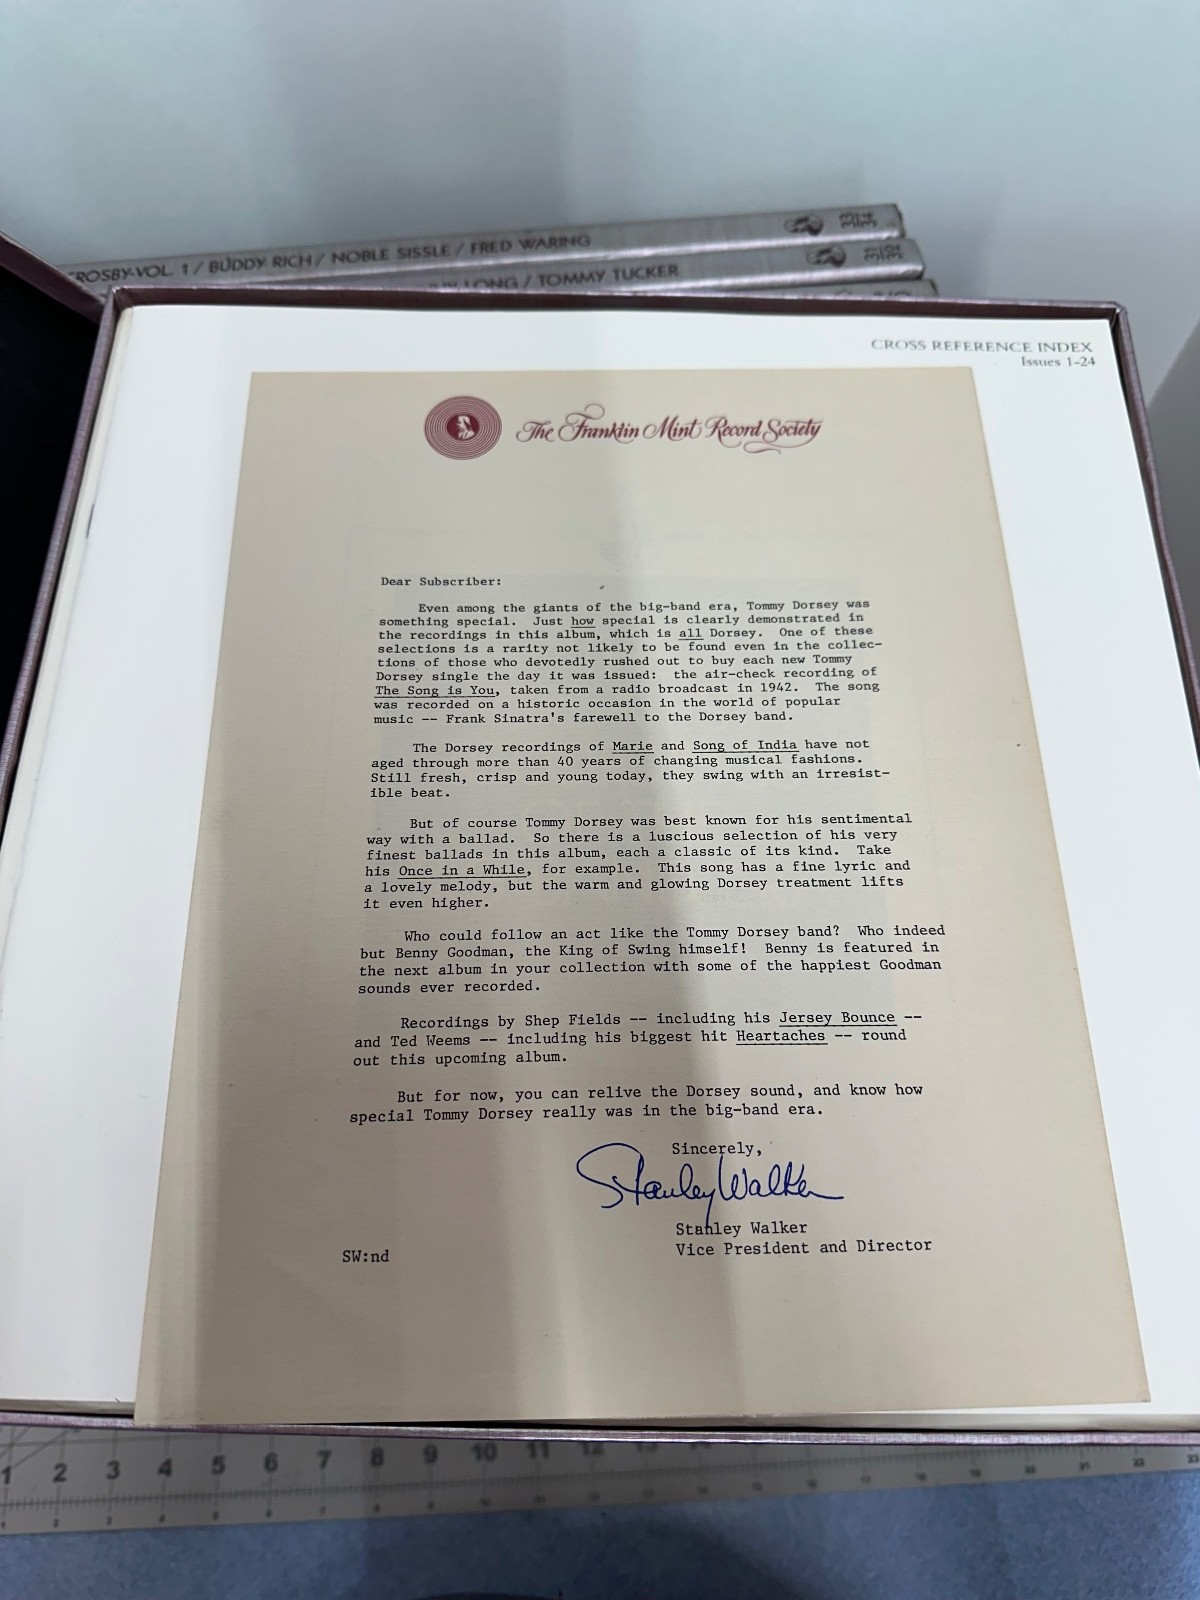 ROSBY-VOL. 1 / BUDDY RICH / NOBLE SISSLE / FRED WARING
LONG / TOMMY TUCKER
CROSS REFERENCE INDEX
Issues 1-24
The Franklin Mint Record Society
Dear Subscriber:
Even among the giants of the big-band era, Tommy Dorsey was
something special. Just how special is clearly demonstrated in
the recordings in this album, which is all Dorsey. One of these
selections is a rarity not likely to be found even in the collec-
tions of those who devotedly rushed out to buy each new Tommy
Dorsey single the day it was issued: the air-check recording of
The Song is You, taken from a radio broadcast in 1942. The song
was recorded on a historic occasion in the world of popular
music -- Frank Sinatra's farewell to the Dorsey band.
The Dorsey recordings of Marie and Song of India have not
aged through more than 40 years of changing musical fashions.
Still fresh, crisp and young today, they swing with an irresist-
ible beat.
But of course Tommy Dorsey was best known for his sentimental
way with a ballad. So there is a luscious selection of his very
finest ballads in this album, each a classic of its kind. Take
his Once in a While, for example. This song has a fine lyric and
a lovely melody, but the warm and glowing Dorsey treatment lifts
it even higher.
Who could follow an act like the Tommy Dorsey band? Who indeed
but Benny Goodman, the King of Swing himself! Benny is featured in
the next album in your collection with some of the happiest Goodman
sounds ever recorded.
Recordings by Shep Fields -- including his Jersey Bounce --
and Ted Weems -- including his biggest hit Heartaches -- round
out this upcoming album.
But for now, you can relive the Dorsey sound, and know how
special Tommy Dorsey really was in the big-band era.
Sincerely,
Stanley Walker
Stanley Walker
Vice President and Director
SW:nd
1 2 3 4 5 6 7 8 9 10 11 12 13 14